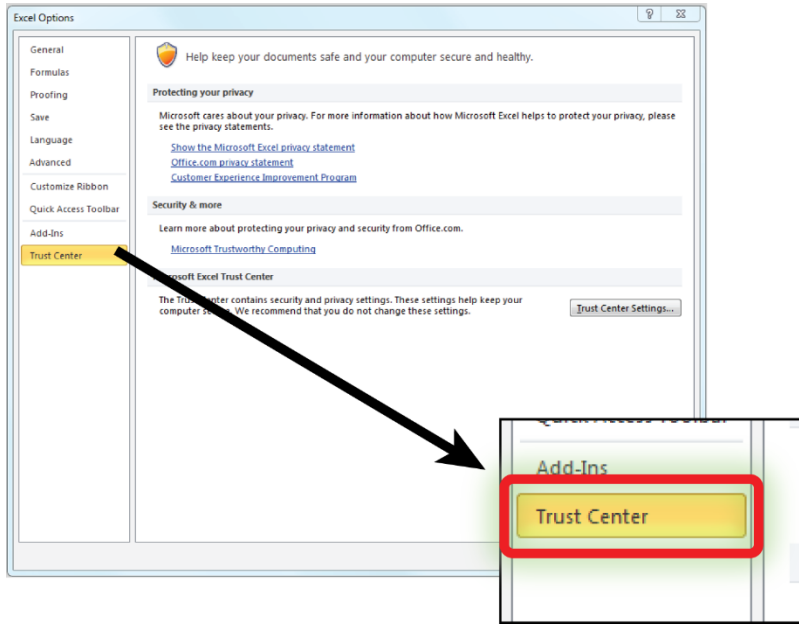 Excel Options
General
Formulas
Proofing
Save
Language
Advanced
Customize Ribbon
Quick Access Toolbar
Add-Ins
Trust Center
Help keep your documents safe and your computer secure and healthy.
Protecting your privacy
Microsoft cares about your privacy. For more information about how Microsoft Excel helps to protect your privacy, please
see the privacy statements.
Show the Microsoft Excel privacy statement
Office.com privacy statement
Customer Experience Improvement Program
Security & more
Learn more about protecting your privacy and security from Office.com.
Microsoft Trustworthy Computing
Microsoft Excel Trust Center
The Trust Center contains security and privacy settings. These settings help keep your
computer secure. We recommend that you do not change these settings.
Trust Center Settings...
Add-Ins
Trust Center